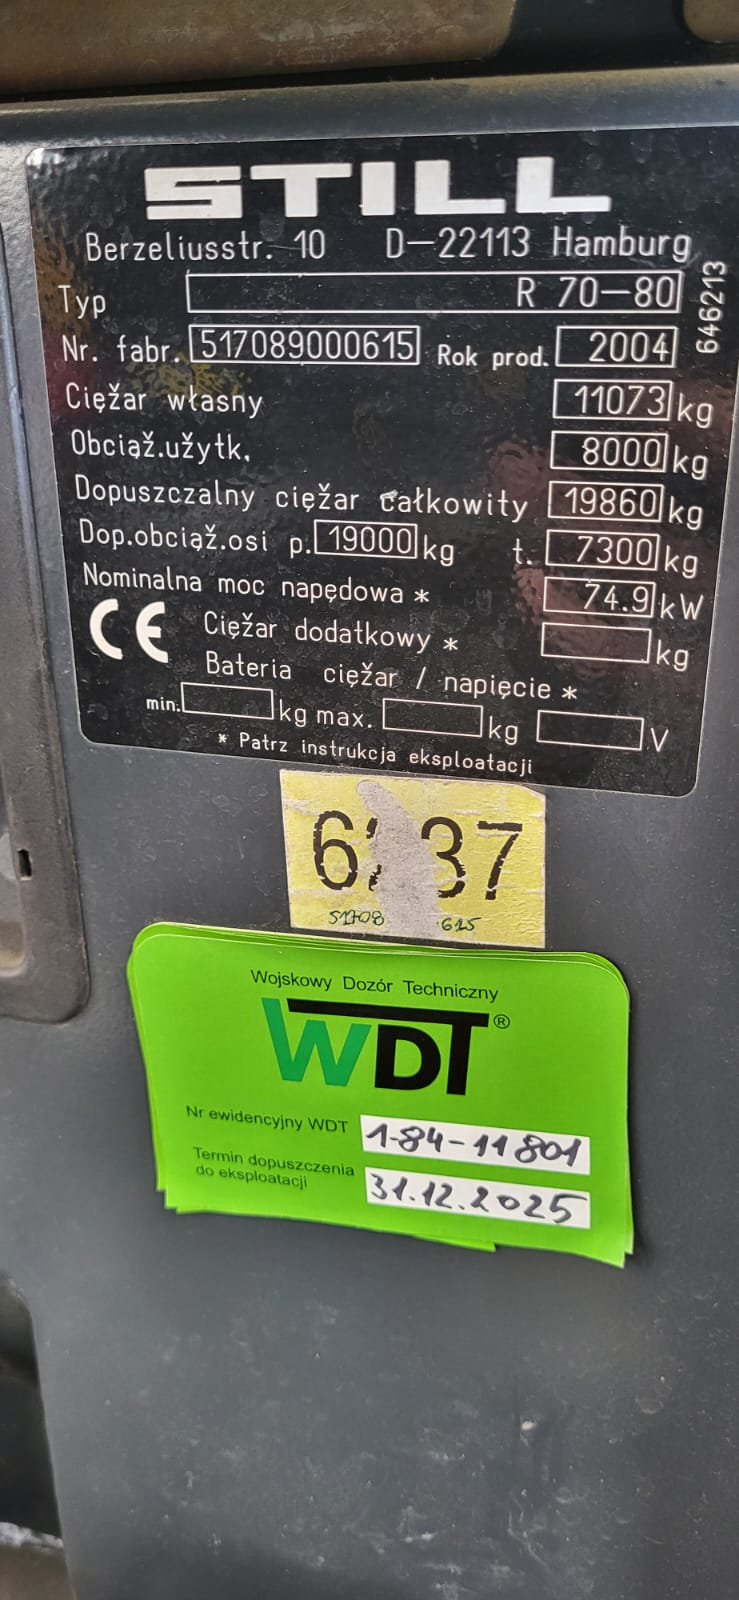 STILL
Berzeliusstr. 10 D-22113 Hamburg
Typ R 70-80
646213
Nr. fabr. 517089000615 Rok prod. 2004
Ciężar własny 11073 kg
Obciąż.użytk. 8000 kg
Dopuszczalny ciężar całkowity 19860 kg
Dop.obciąż.osi p. 19000 kg t. 7300 kg
Nominalna moc napędowa * 74.9 kW
CE Ciężar dodatkowy * kg
Bateria ciężar / napięcie *
min. kg max. kg V
* Patrz instrukcja eksploatacji
37
51708 615
Wojskowy Dozór Techniczny
WDT®
Nr ewidencyjny WDT 1-84-11801
Termin dopuszczenia
do eksploatacji 31.12.2025